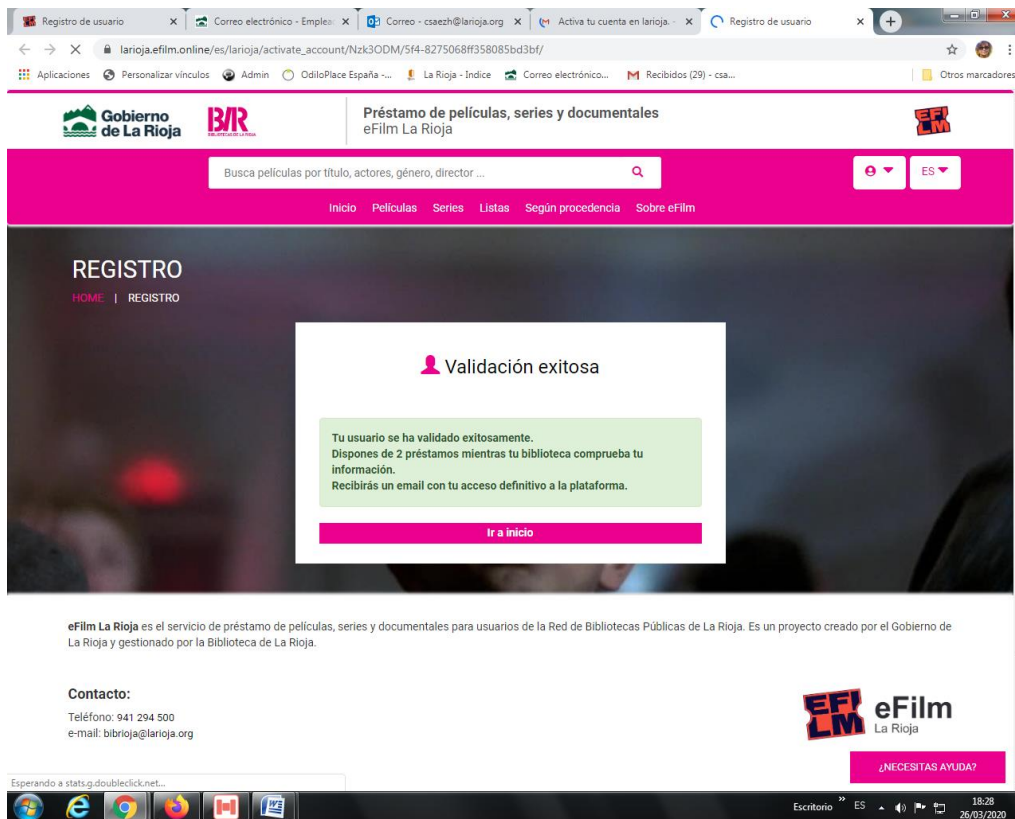 Registro de usuario
Correo electrónico - Emplea
Correo - csaezh@larioja.org
Activa tu cuenta en larioja. -
Registro de usuario
larioja.efilm.online/es/larioja/activate_account/Nzk3ODM/5f4-8275068ff358085bd3bf/
Aplicaciones
Personalizar vínculos
Admin
OdiloPlace España -...
La Rioja - Indice
Correo electrónico...
Recibidos (29) - csa...
Otros marcadores
Gobierno
de La Rioja
Préstamo de películas, series y documentales
eFilm La Rioja
EFI
LM
Busca películas por título, actores, género, director ...
ES
Inicio Películas Series Listas Según procedencia Sobre eFilm
REGISTRO
HOME | REGISTRO
Validación exitosa
Tu usuario se ha validado exitosamente.
Dispones de 2 préstamos mientras tu biblioteca comprueba tu
información.
Recibirás un email con tu acceso definitivo a la plataforma.
Ir a inicio
eFilm La Rioja es el servicio de préstamo de películas, series y documentales para usuarios de la Red de Bibliotecas Públicas de La Rioja. Es un proyecto creado por el Gobierno de
La Rioja y gestionado por la Biblioteca de La Rioja.
Contacto:
Teléfono: 941 294 500
e-mail: bibrioja@larioja.org
EFI
LM
eFilm
La Rioja
¿NECESITAS AYUDA?
Esperando a stats.g.doubleclick.net...
Escritorio
ES
18:28
26/03/2020